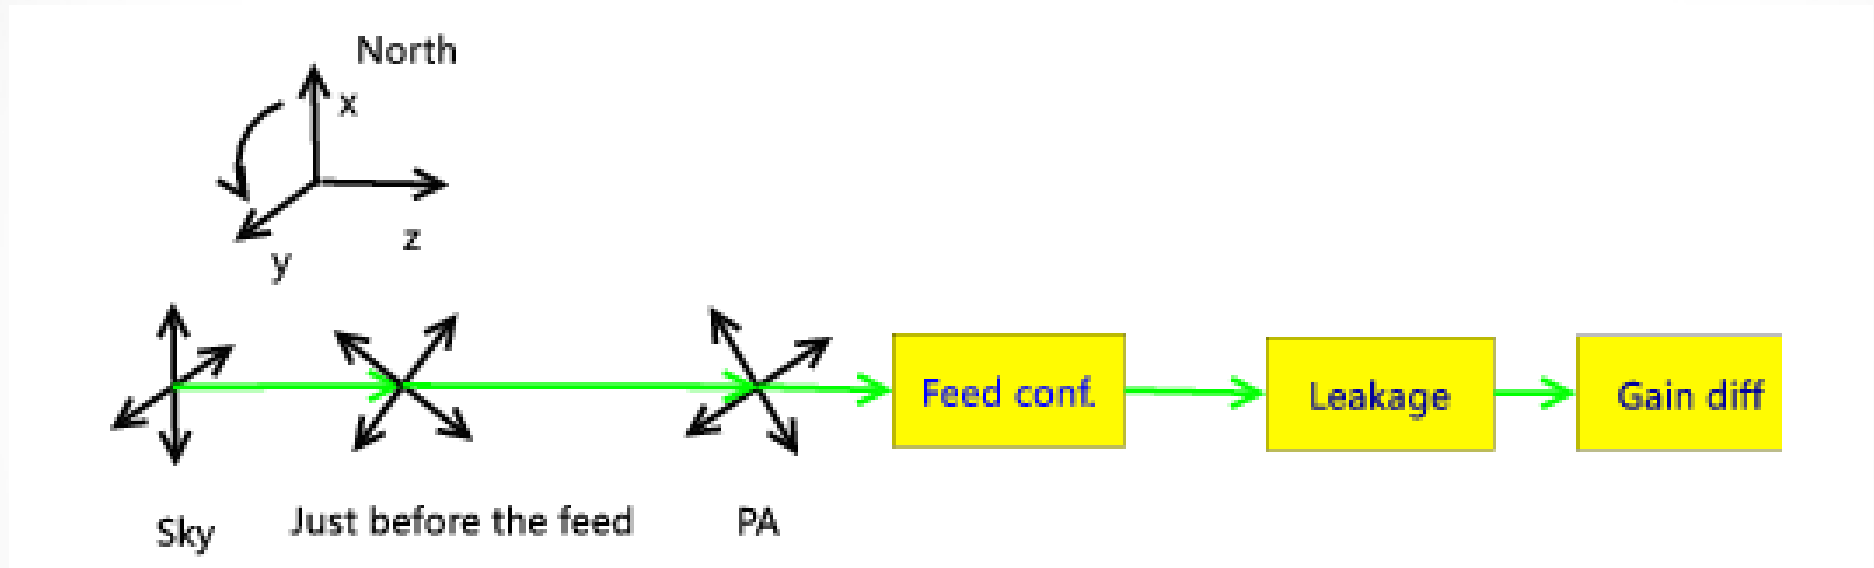 North
x
z
y
Feed conf.
Leakage
Gain diff
Sky
Just before the feed
PA